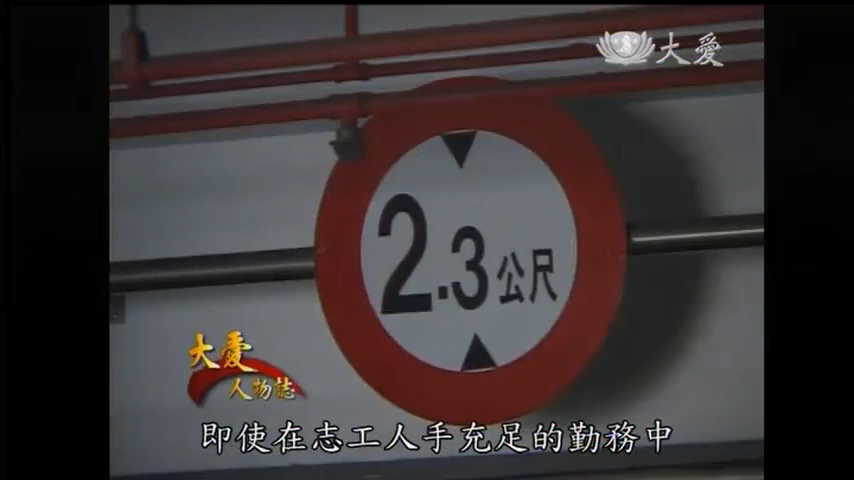 大愛
2.3公尺
大愛
人物誌
即使在志工人手充足的勤務中